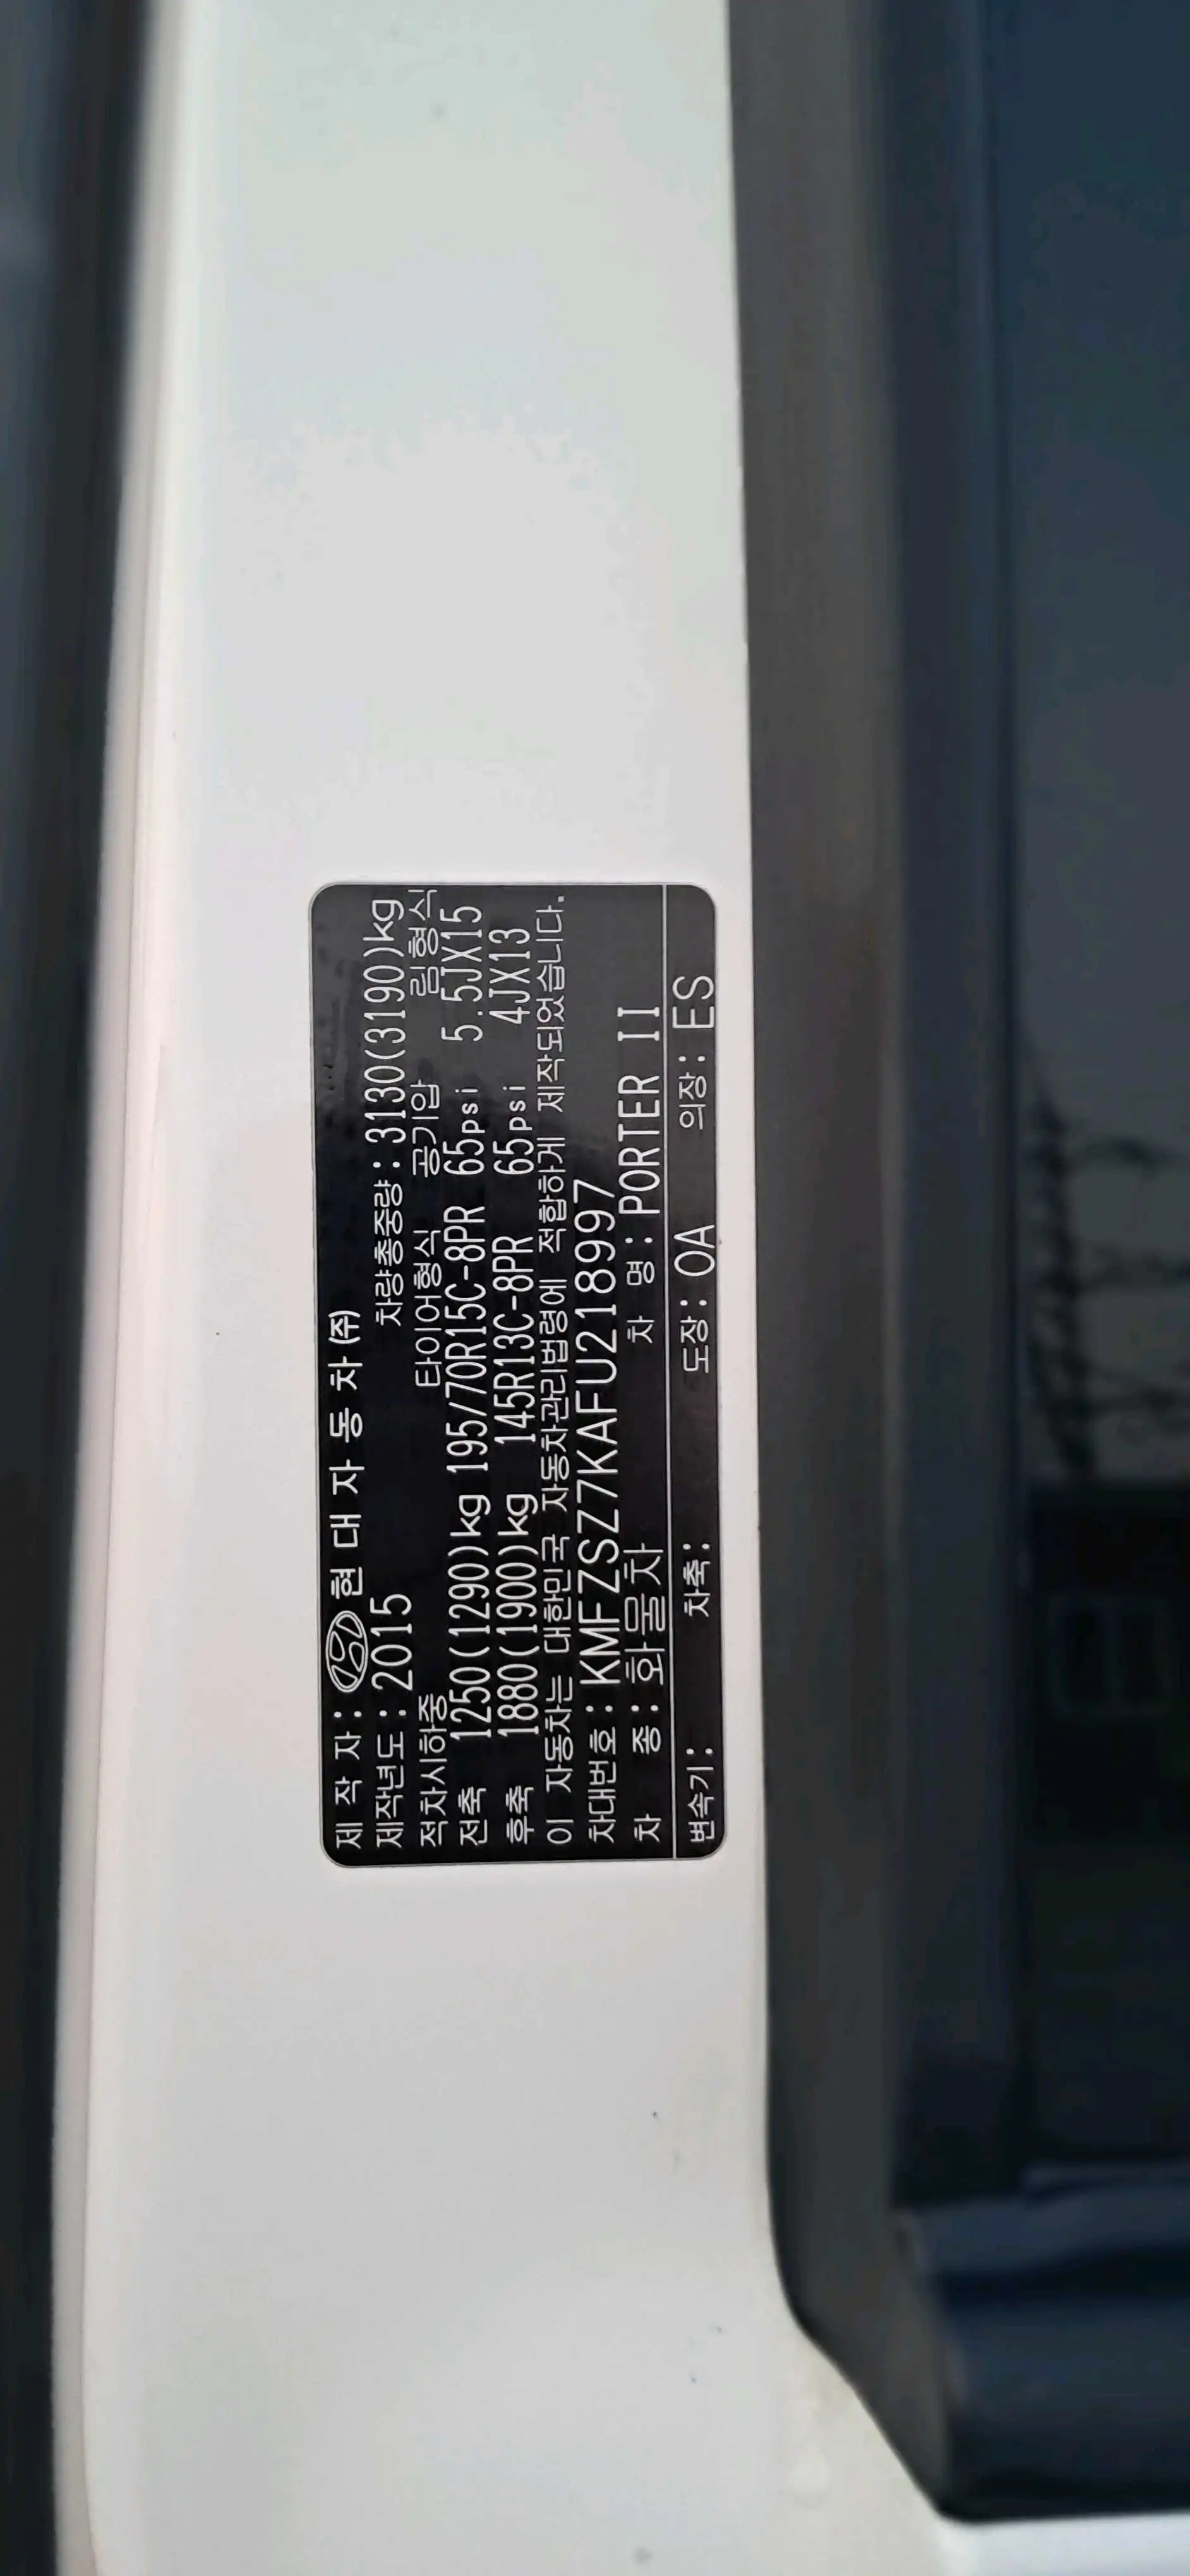 제 작 자: 현 대 자 동 차 (주)
제작년도: 2015 차량총중량: 3130(3190)kg
적차시하중 타이어형식 공기압 림형식
전축 1250(1290)kg 195/70R15C-8PR 65psi 5.5JX15
후축 1880(1900)kg 145R13C-8PR 65psi 4JX13
이 자동차는 대한민국 자동차관리법령에 적합하게 제작되었습니다.
차대번호: KMFZSZ7KAFU218997
차 종: 화물차 차 명: PORTER II
변속기: 차축: 도장: OA 의장: ES